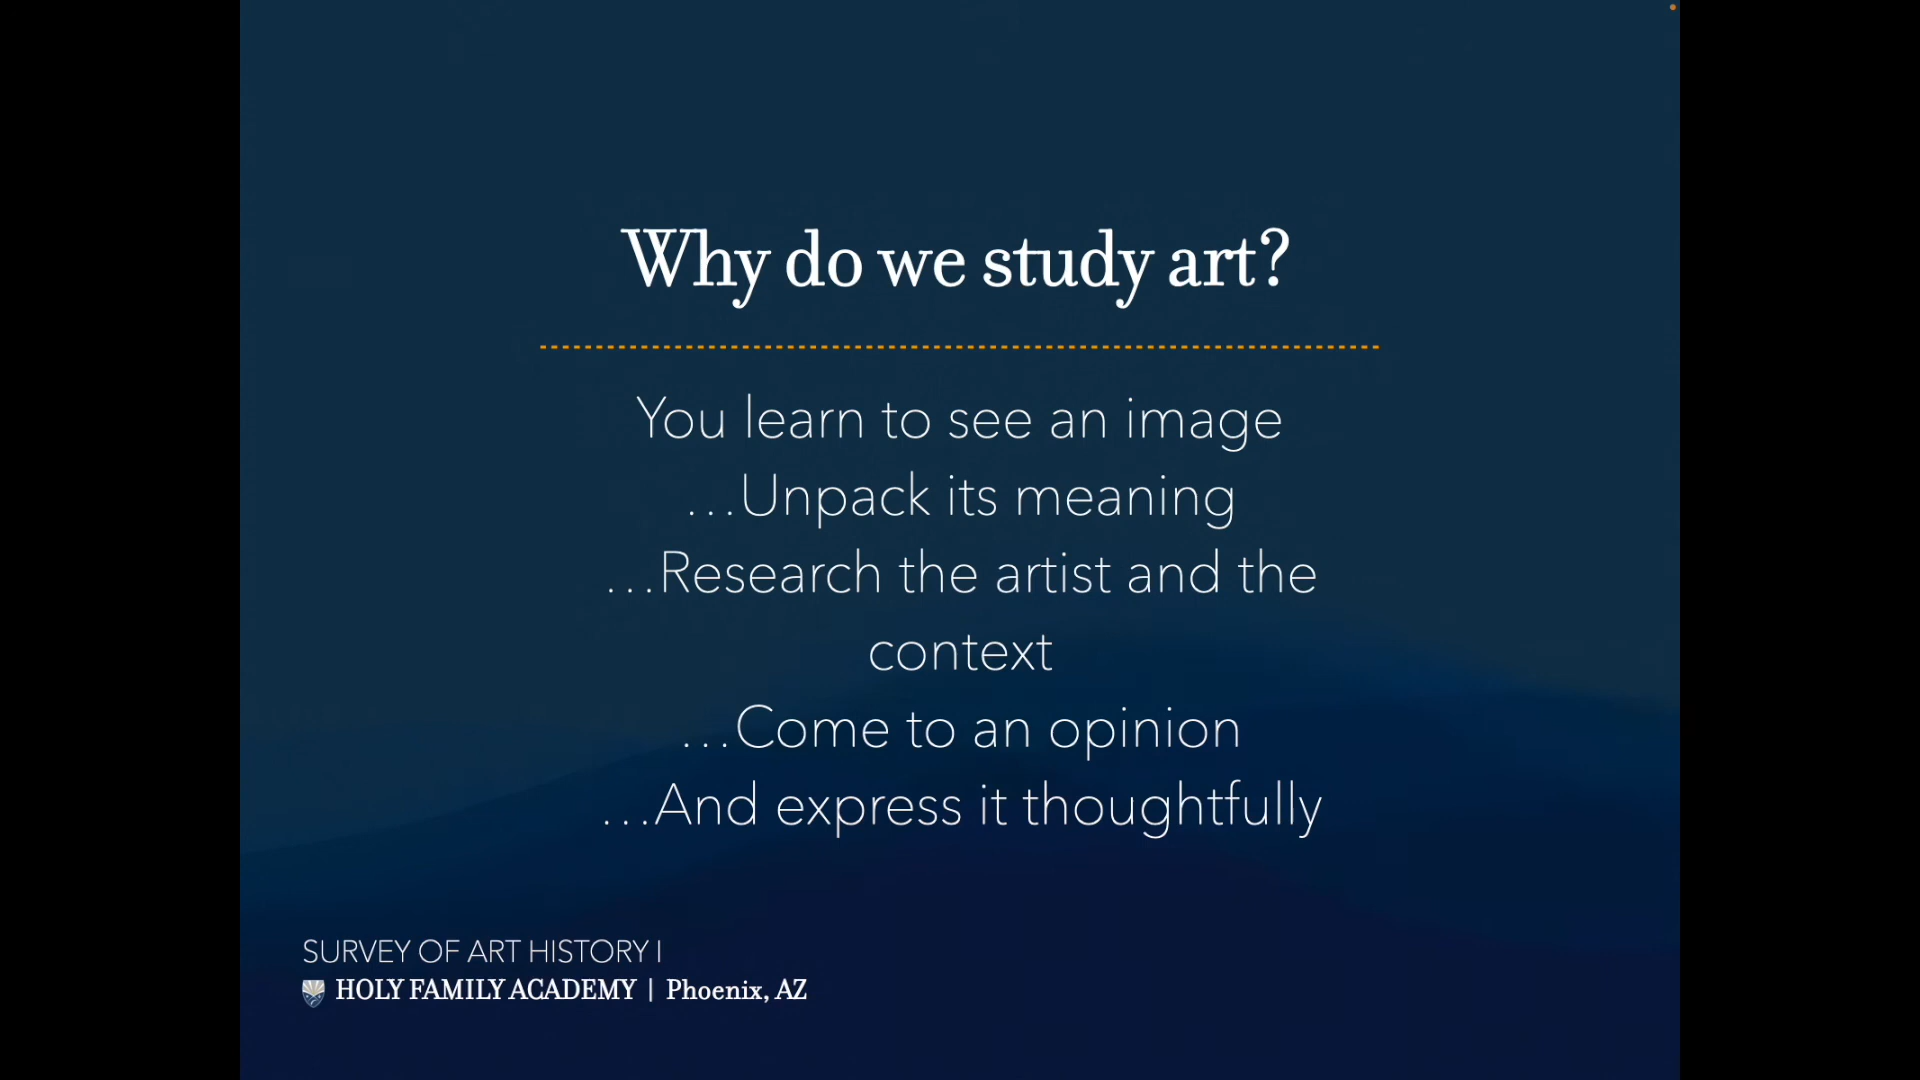 Why do we study art?
You learn to see an image
...Unpack its meaning
...Research the artist and the
context
...Come to an opinion
...And express it thoughtfully
SURVEY OF ART HISTORY I
HOLY FAMILY ACADEMY | Phoenix, AZ